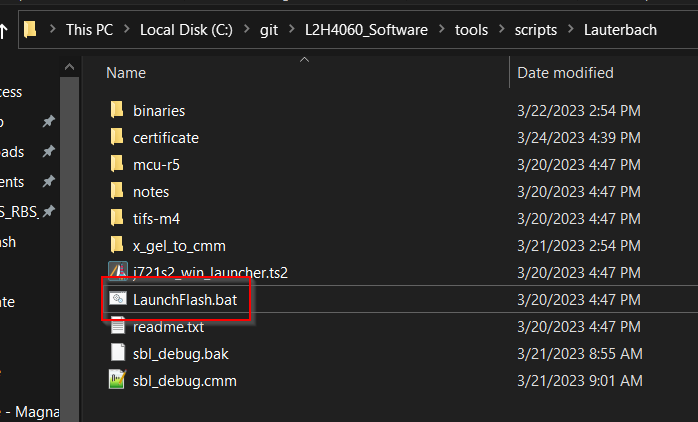 This PC > Local Disk (C:) > git > L2H4060_Software > tools > scripts > Lauterbach
Name Date modified
cess
binaries 3/22/2023 2:54 PM
p
certificate 3/24/2023 4:39 PM
oads
mcu-r5 3/20/2023 4:47 PM
ents
notes 3/20/2023 4:47 PM
S_RBS_
tifs-m4 3/20/2023 4:47 PM
sh
x_gel_to_cmm 3/21/2023 2:54 PM
j721s2_win_launcher.ts2 3/20/2023 4:47 PM
ate
LaunchFlash.bat 3/20/2023 4:47 PM
readme.txt 3/20/2023 4:47 PM
sbl_debug.bak 3/21/2023 8:55 AM
sbl_debug.cmm 3/21/2023 9:01 AM
- Magna